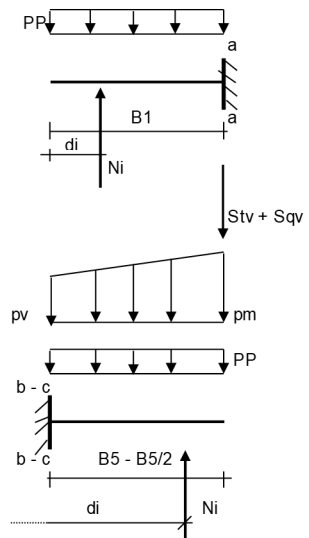 PP
a
a
B1
di
Ni
Stv + Sqv
pv
pm
PP
b - c
b - c
B5 - B5/2
di
Ni